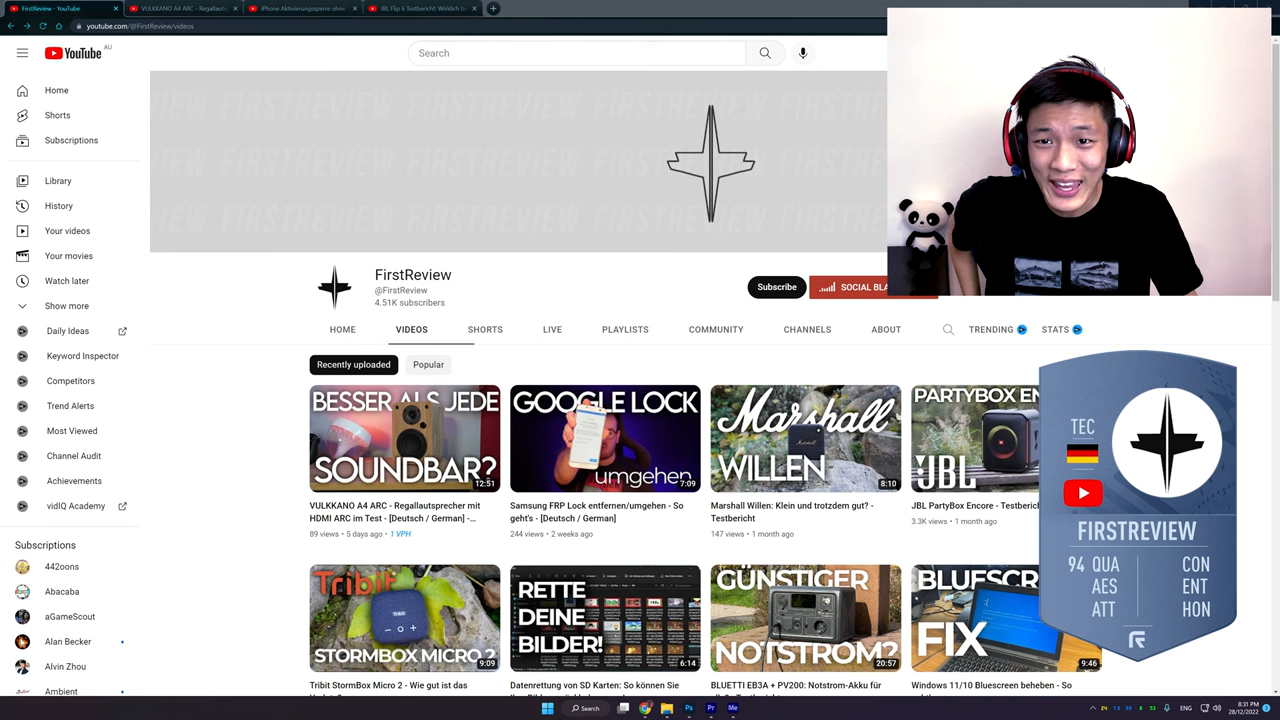 FirstReview - YouTube
VULKKANO A4 ARC - Regallautsp
iPhone Aktivierungssperre ohne
JBL Flip 6 Testbericht: Wirklich b
youtube.com/@FirstReview/videos
YouTube AU
Search
Home
Shorts
Subscriptions
Library
History
Your videos
Your movies
Watch later
Show more
Daily Ideas
Keyword Inspector
Competitors
Trend Alerts
Most Viewed
Channel Audit
Achievements
vidIQ Academy
Subscriptions
442oons
Abacaba
aGameScout
Alan Becker
Alvin Zhou
Ambient
FirstReview
@FirstReview
4.51K subscribers
Subscribe
SOCIAL BLA
HOME
VIDEOS
SHORTS
LIVE
PLAYLISTS
COMMUNITY
CHANNELS
ABOUT
TRENDING
STATS
Recently uploaded
Popular
BESSER ALS JEDE
SOUNDBAR?
12:51
VULKKANO A4 ARC - Regallautsprecher mit
HDMI ARC im Test - [Deutsch / German] -...
89 views • 5 days ago • 1 VPH
GOOGLE LOCK
umgehen
7:09
Samsung FRP Lock entfernen/umgehen - So
geht's - [Deutsch / German]
244 views • 2 weeks ago
Marshall
WILLEN
8:10
Marshall Willen: Klein und trotzdem gut? -
Testbericht
147 views • 1 month ago
PARTYBOX EN
JBL
JBL PartyBox Encore - Testberich
3.3K views • 1 month ago
Tribit
STORMBOX MICRO 2
9:09
Tribit StormBox Micro 2 - Wie gut ist das
RETTE
DEINE
BILDER!
6:14
Datenrettung von SD Karten: So können Sie
GÜNSTIGER
NOTSTROM?
20:57
BLUETTI EB3A + PV200: Notstrom-Akku für
BLUESCR
FIX
9:46
Windows 11/10 Bluescreen beheben - So
TEC
FIRSTREVIEW
94 QUA
AES
ATT
CON
ENT
HON
Search
ENG
8:31 PM
28/12/2022